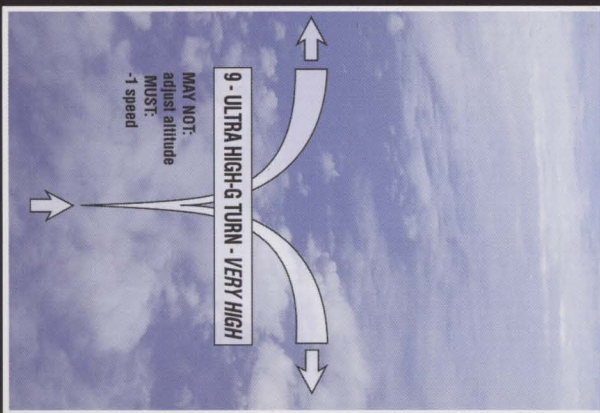 9 - ULTRA HIGH-G TURN - VERY HIGH
MAY NOT:
adjust altitude
MUST:
-1 speed